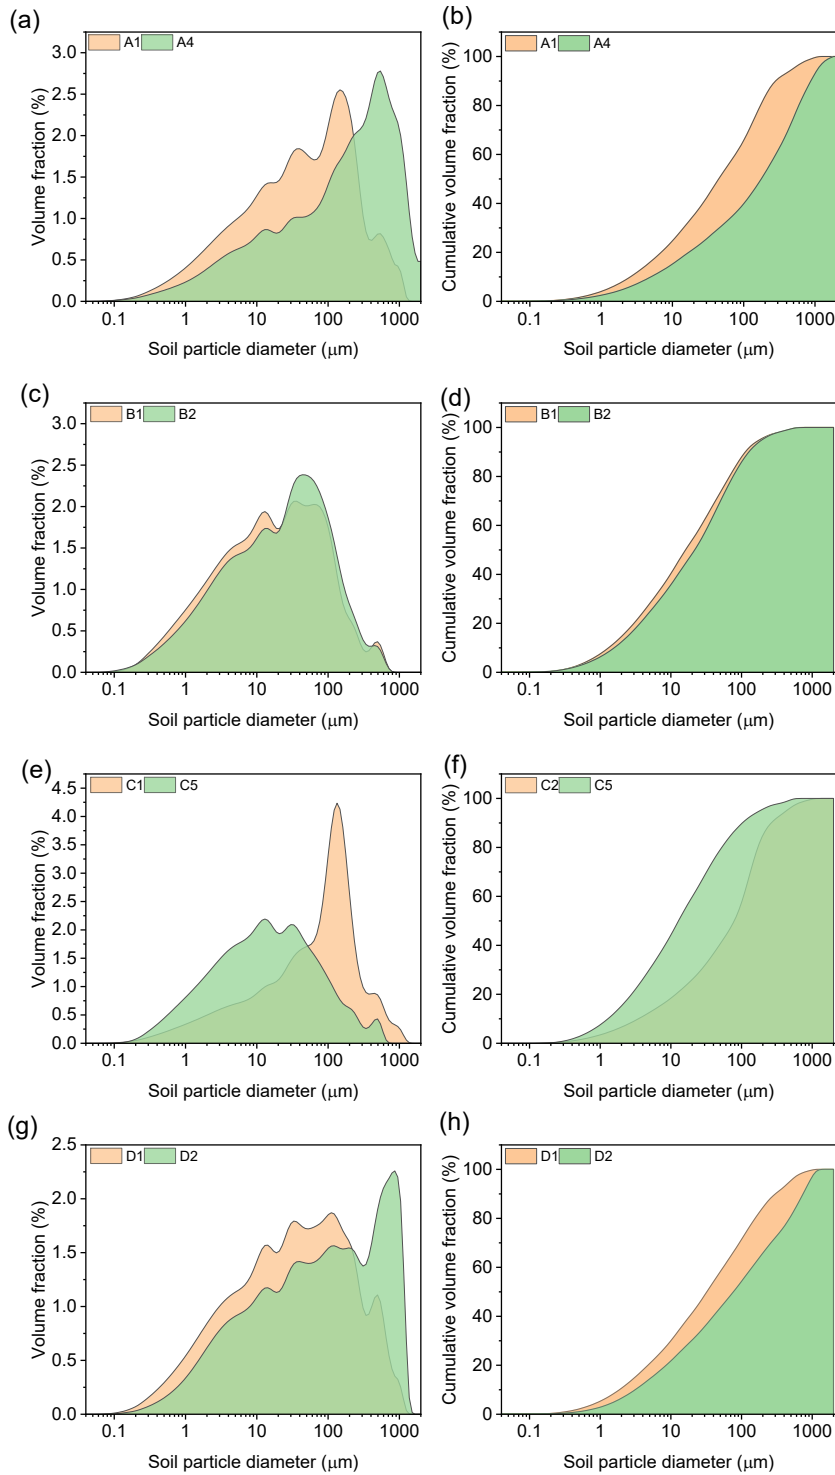 (a)
A1 A4
3.0
2.5
2.0
1.5
1.0
0.5
0.0
Volume fraction (%)
0.1 1 10 100 1000
Soil particle diameter (μm)
(b)
A1 A4
100
80
60
40
20
0
Cumulative volume fraction (%)
0.1 1 10 100 1000
Soil particle diameter (μm)
(c)
B1 B2
3.0
2.5
2.0
1.5
1.0
0.5
0.0
Volume fraction (%)
0.1 1 10 100 1000
Soil particle diameter (μm)
(d)
B1 B2
100
80
60
40
20
0
Cumulative volume fraction (%)
0.1 1 10 100 1000
Soil particle diameter (μm)
(e)
C1 C5
4.5
4.0
3.5
3.0
2.5
2.0
1.5
1.0
0.5
0.0
Volume fraction (%)
0.1 1 10 100 1000
Soil particle diameter (μm)
(f)
C2 C5
100
80
60
40
20
0
Cumulative volume fraction (%)
0.1 1 10 100 1000
Soil particle diameter (μm)
(g)
D1 D2
2.5
2.0
1.5
1.0
0.5
0.0
Volume fraction (%)
0.1 1 10 100 1000
Soil particle diameter (μm)
(h)
D1 D2
100
80
60
40
20
0
Cumulative volume fraction (%)
0.1 1 10 100 1000
Soil particle diameter (μm)